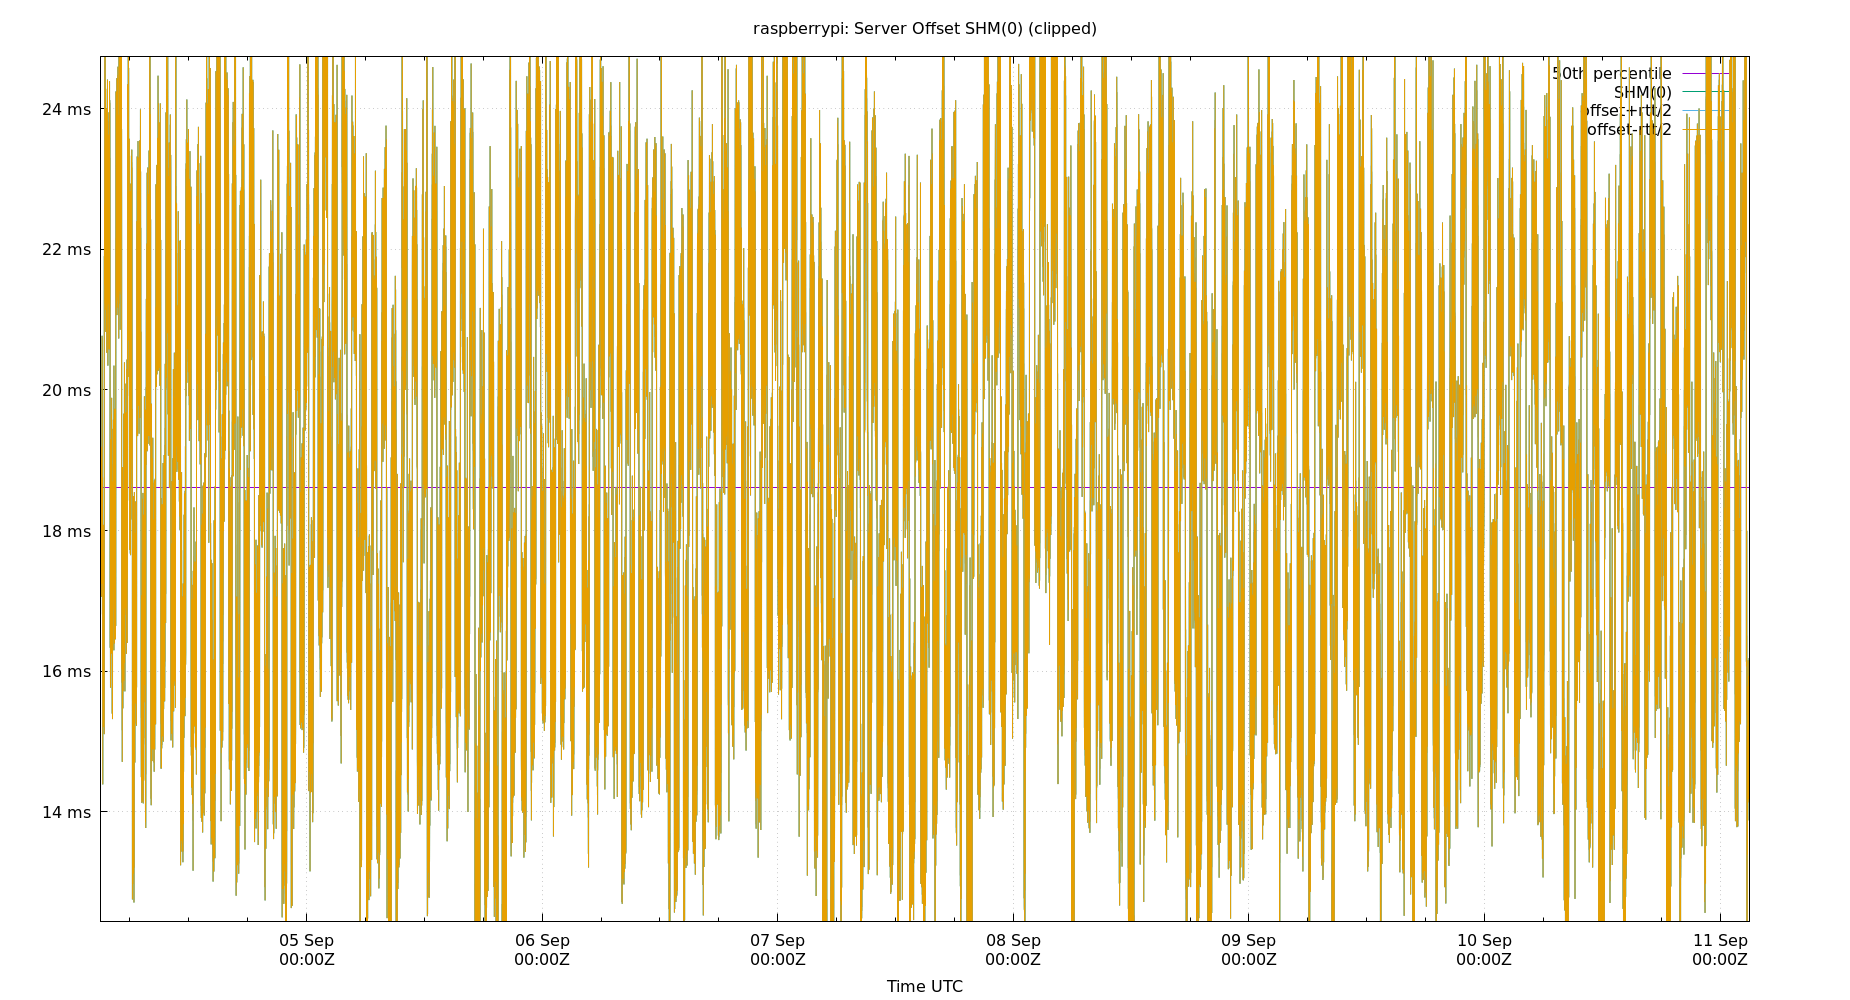 raspberrypi: Server Offset SHM(0) (clipped)
50th percentile
SHM(0)
offset+rtt/2
offset-rtt/2
24 ms
22 ms
20 ms
18 ms
16 ms
14 ms
05 Sep 06 Sep 07 Sep 08 Sep 09 Sep 10 Sep 11 Sep
00:00Z 00:00Z 00:00Z 00:00Z 00:00Z 00:00Z 00:00Z
Time UTC